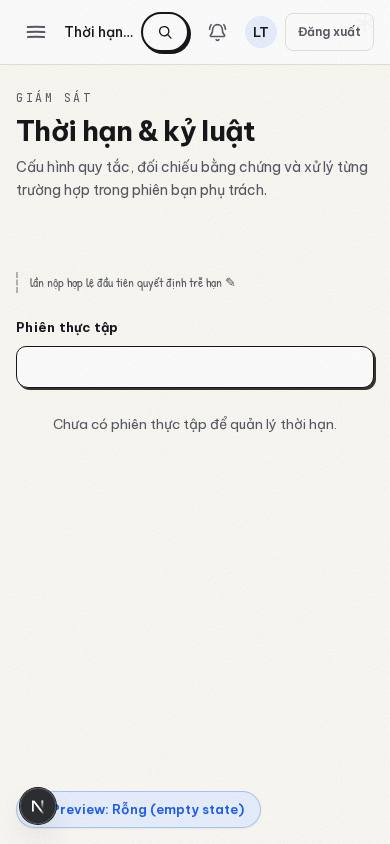 Thời hạn...
LT
Đăng xuất
GIÁM SÁT
Thời hạn & kỷ luật
Cấu hình quy tắc, đối chiếu bằng chứng và xử lý từng
trường hợp trong phiên bạn phụ trách.
lần nộp hợp lệ đầu tiên quyết định trễ hạn ✎
Phiên thực tập
Chưa có phiên thực tập để quản lý thời hạn.
N
Preview: Rỗng (empty state)